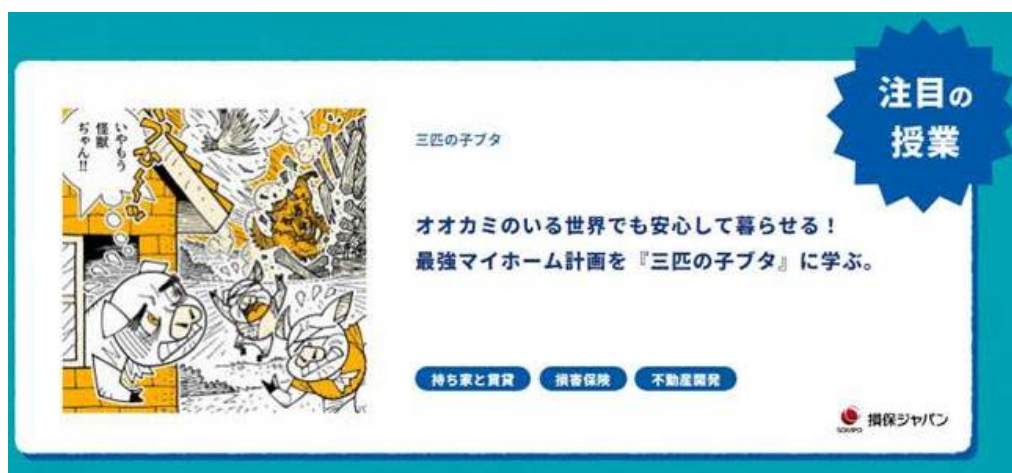 注目の
授業
三匹の子ブタ
オオカミのいる世界でも安心して暮らせる！
最強マイホーム計画を『三匹の子ブタ』に学ぶ。
いやもう
怪獣
ぢゃん!!
持ち家と賃貸
損害保険
不動産開発
SOMPO
損保ジャパン